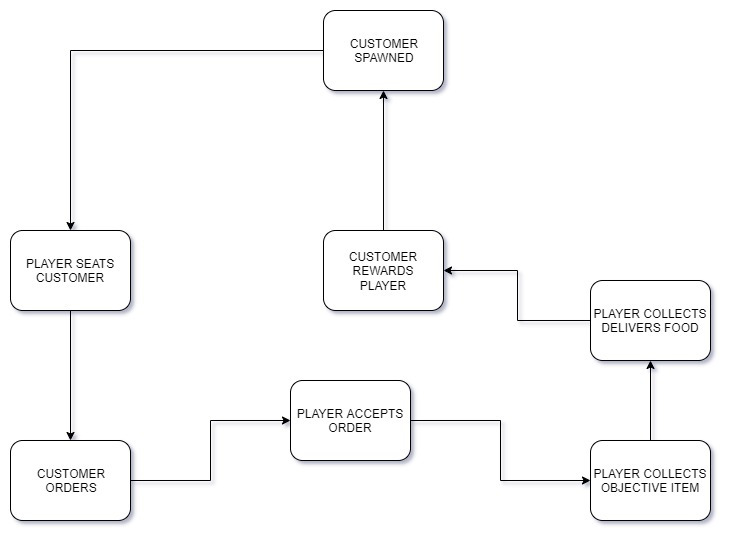 CUSTOMER
SPAWNED
PLAYER SEATS
CUSTOMER
CUSTOMER
REWARDS
PLAYER
PLAYER COLLECTS
DELIVERS FOOD
PLAYER ACCEPTS
ORDER
CUSTOMER
ORDERS
PLAYER COLLECTS
OBJECTIVE ITEM